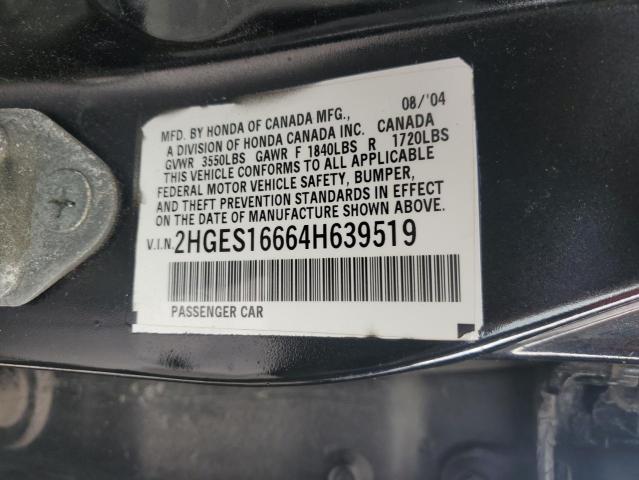 MFD. BY HONDA OF CANADA MFG., 08/'04
A DIVISION OF HONDA CANADA INC. CANADA
GVWR 3550LBS GAWR F 1840LBS R 1720LBS
THIS VEHICLE CONFORMS TO ALL APPLICABLE
FEDERAL MOTOR VEHICLE SAFETY, BUMPER,
AND THEFT PREVENTION STANDARDS IN EFFECT
ON THE DATE OF MANUFACTURE SHOWN ABOVE.
V.I.N. 2HGES16664H639519
PASSENGER CAR